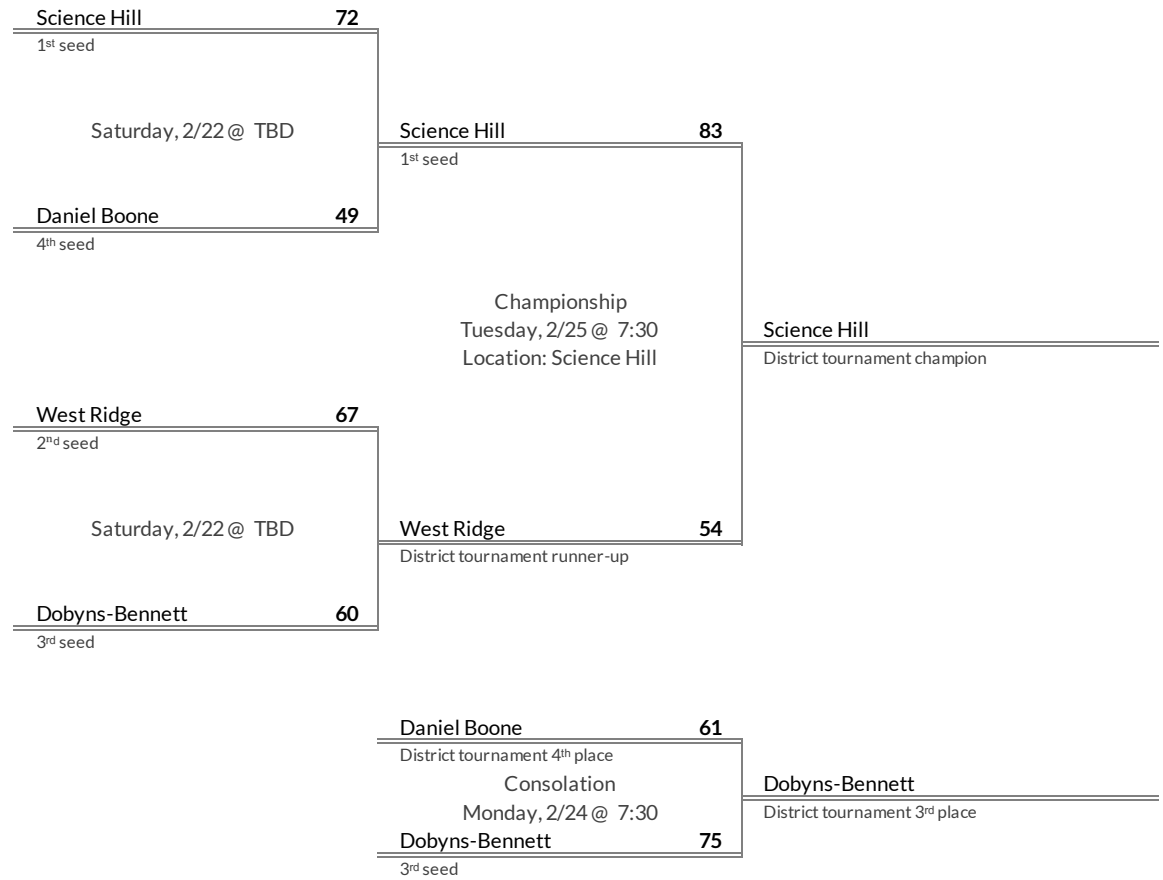 Science Hill 72
1st seed
Saturday, 2/22 @ TBD
Science Hill 83
1st seed
Daniel Boone 49
4th seed
Championship
Tuesday, 2/25 @ 7:30
Location: Science Hill
Science Hill
District tournament champion
West Ridge 67
2nd seed
Saturday, 2/22 @ TBD
West Ridge 54
District tournament runner-up
Dobyns-Bennett 60
3rd seed
Daniel Boone 61
District tournament 4th place
Consolation
Monday, 2/24 @ 7:30
Dobyns-Bennett
District tournament 3rd place
Dobyns-Bennett 75
3rd seed